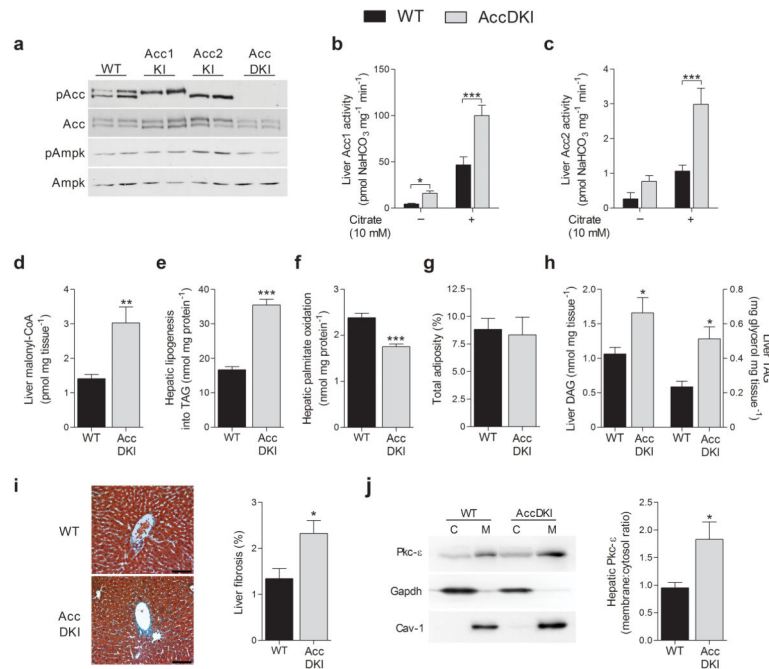 WT AccDKI
a
WT Acc1 KI Acc2 KI Acc DKI
pAcc
Acc
pAmpk
Ampk
b
Liver Acc1 activity
(pmol NaHCO3 mg-1 min-1)
150
100
50
0
*
***
Citrate
(10 mM)
– +
c
Liver Acc2 activity
(pmol NaHCO3 mg-1 min-1)
4
3
2
1
0
***
Citrate
(10 mM)
– +
d
Liver malonyl-CoA
(pmol mg tissue-1)
4
3
2
1
0
**
WT Acc DKI
e
Hepatic lipogenesis
into TAG (nmol mg protein-1)
40
30
20
10
0
***
WT Acc DKI
f
Hepatic palmitate oxidation
(nmol mg protein-1)
3
2
1
0
***
WT Acc DKI
g
Total adiposity (%)
12.5
10.0
7.5
5.0
2.5
0
WT Acc DKI
h
Liver DAG (nmol mg tissue-1)
2.0
1.5
1.0
0.5
0
* *
WT Acc DKI WT Acc DKI
0.8
0.6
0.4
0.2
0
Liver TAG
(mg glycerol mg tissue-1)
i
WT
Acc
DKI
Liver fibrosis (%)
3
2
1
0
*
WT Acc DKI
j
WT AccDKI
C M C M
Pkc-ε
Gapdh
Cav-1
Hepatic Pkc-ε
(membrane:cytosol ratio)
2.5
2.0
1.5
1.0
0.5
0
*
WT Acc DKI